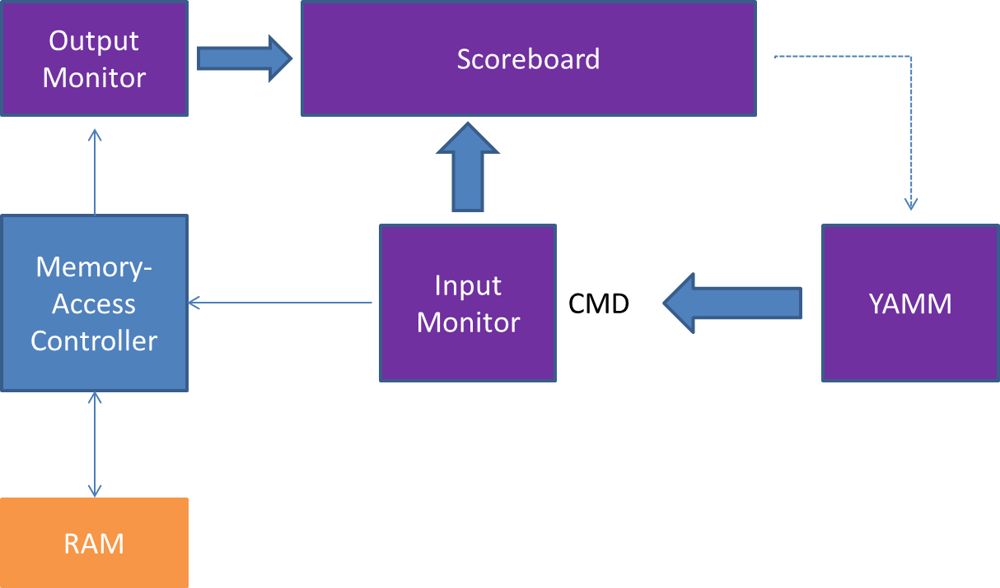 Output
Monitor
Scoreboard
Memory-
Access
Controller
Input
Monitor
CMD
YAMM
RAM